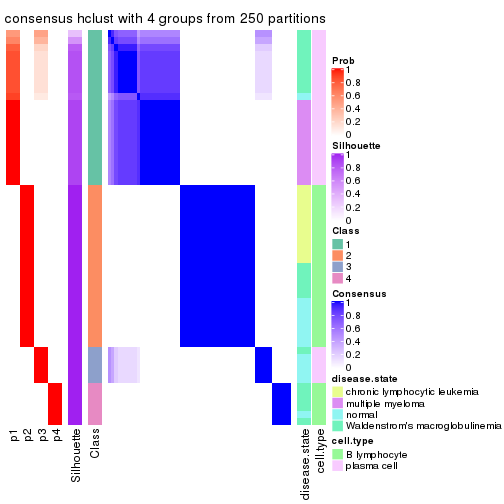 consensus hclust with 4 groups from 250 partitions
Prob
1
0.8
0.6
0.4
0.2
0
Silhouette
1
0.8
0.6
0.4
0.2
0
Class
1
2
3
4
Consensus
1
0.8
0.6
0.4
0.2
0
disease.state
chronic lymphocytic leukemia
multiple myeloma
normal
Waldenstrom's macroglobulinemia
cell.type
B lymphocyte
plasma cell
p1
p2
p3
p4
Silhouette
Class
disease.state
cell.type